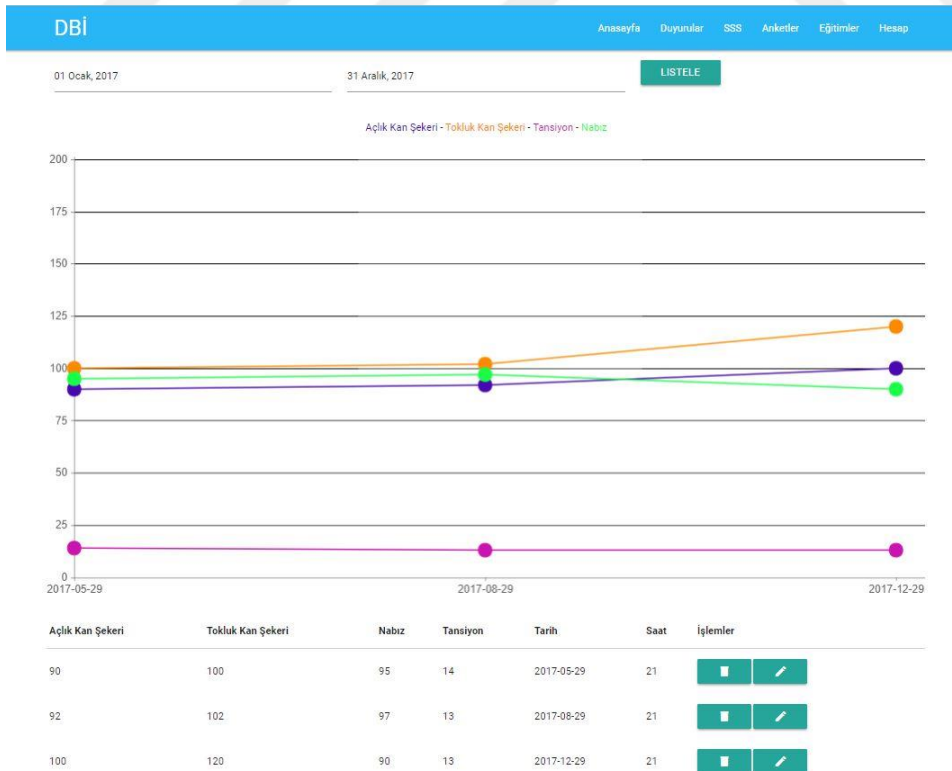 DBİ Anasayfa Duyurular SSS Anketler Eğitimler Hesap
01 Ocak, 2017 31 Aralık, 2017 LISTELE
Açlık Kan Şekeri - Tokluk Kan Şekeri - Tansiyon - Nabız
200
175
150
125
100
75
50
25
0
2017-05-29 2017-08-29 2017-12-29
Açlık Kan Şekeri Tokluk Kan Şekeri Nabız Tansiyon Tarih Saat İşlemler
90 100 95 14 2017-05-29 21
92 102 97 13 2017-08-29 21
100 120 90 13 2017-12-29 21